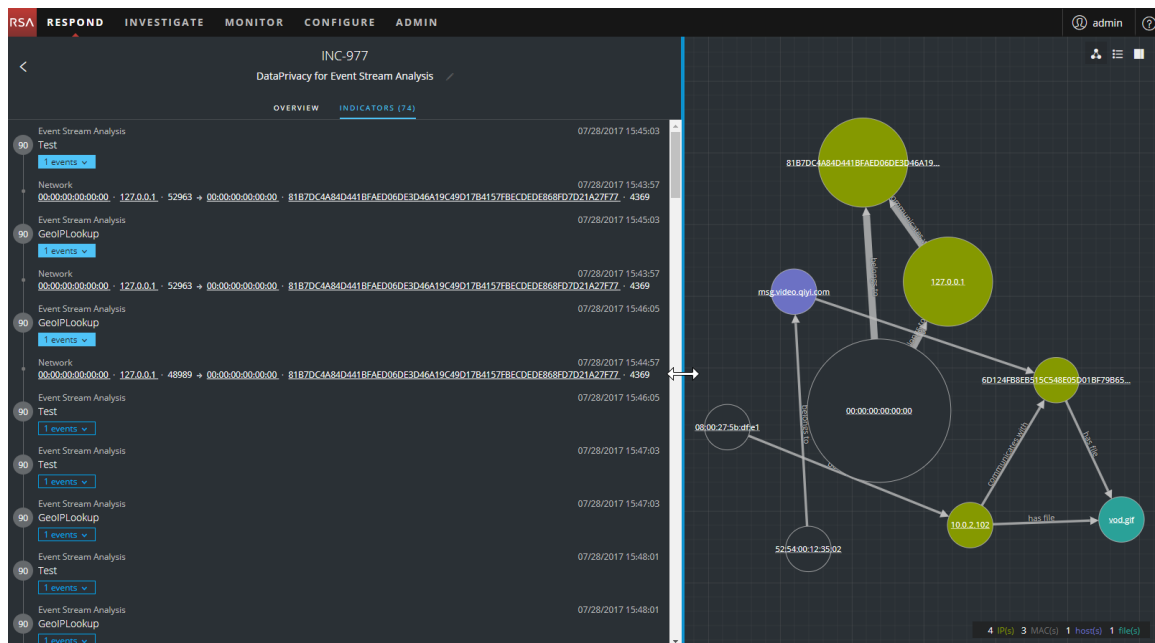 RSA RESPOND INVESTIGATE MONITOR CONFIGURE ADMIN admin ?
INC-977
DataPrivacy for Event Stream Analysis
OVERVIEW INDICATORS (74)
Event Stream Analysis 07/28/2017 15:45:03
90 Test
1 events
Network 07/28/2017 15:43:57
00:00:00:00:00:00 · 127.0.0.1 · 52963 → 00:00:00:00:00:00 · 81B7DC4A84D441BFAED06DE3D46A19C49D17B4157FBECDEDE868FD7D21A27F77 · 4369
Event Stream Analysis 07/28/2017 15:45:03
90 GeoIPLookup
1 events
Network 07/28/2017 15:43:57
00:00:00:00:00:00 · 127.0.0.1 · 52963 → 00:00:00:00:00:00 · 81B7DC4A84D441BFAED06DE3D46A19C49D17B4157FBECDEDE868FD7D21A27F77 · 4369
Event Stream Analysis 07/28/2017 15:46:05
90 GeoIPLookup
1 events
Network 07/28/2017 15:44:57
00:00:00:00:00:00 · 127.0.0.1 · 48989 → 00:00:00:00:00:00 · 81B7DC4A84D441BFAED06DE3D46A19C49D17B4157FBECDEDE868FD7D21A27F77 · 4369
Event Stream Analysis 07/28/2017 15:46:05
90 Test
1 events
Event Stream Analysis 07/28/2017 15:47:03
90 Test
1 events
Event Stream Analysis 07/28/2017 15:47:03
90 GeoIPLookup
1 events
Event Stream Analysis 07/28/2017 15:48:01
90 Test
1 events
Event Stream Analysis 07/28/2017 15:48:01
90 GeoIPLookup
1 events
81B7DC4A84D441BFAED06DE3D46A19...
belongs to
127.0.0.1
msg.video.qiyi.com
6D124FB8EB515C548E05D01BF79B65...
00:00:00:00:00:00
08:00:27:5b:df:e1
belongs to
communicates with
has file
10.0.2.102
has file
vod.gif
52:54:00:12:35:02
4 IP(s) 3 MAC(s) 1 host(s) 1 file(s)